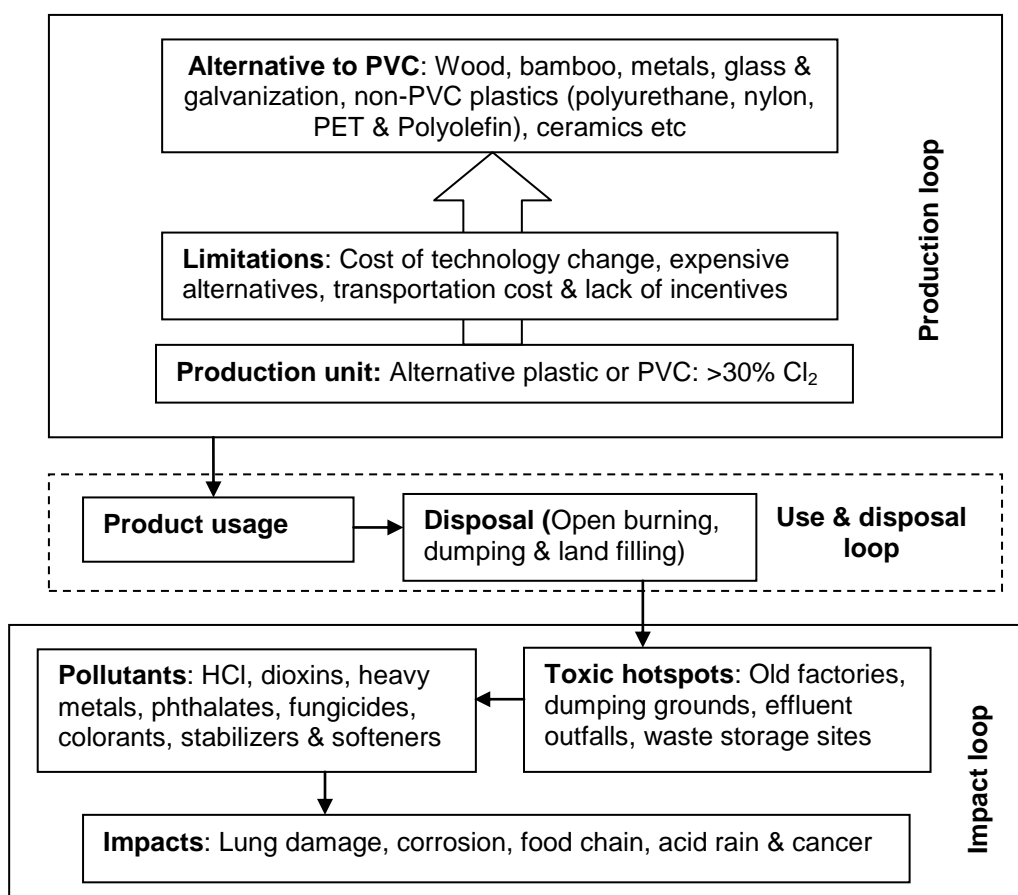 Alternative to PVC: Wood, bamboo, metals, glass &
galvanization, non-PVC plastics (polyurethane, nylon,
PET & Polyolefin), ceramics etc
Limitations: Cost of technology change, expensive
alternatives, transportation cost & lack of incentives
Production unit: Alternative plastic or PVC: >30% Cl₂
Production loop
Product usage
Disposal (Open burning,
dumping & land filling)
Use & disposal
loop
Pollutants: HCl, dioxins, heavy
metals, phthalates, fungicides,
colorants, stabilizers & softeners
Toxic hotspots: Old factories,
dumping grounds, effluent
outfalls, waste storage sites
Impacts: Lung damage, corrosion, food chain, acid rain & cancer
Impact loop